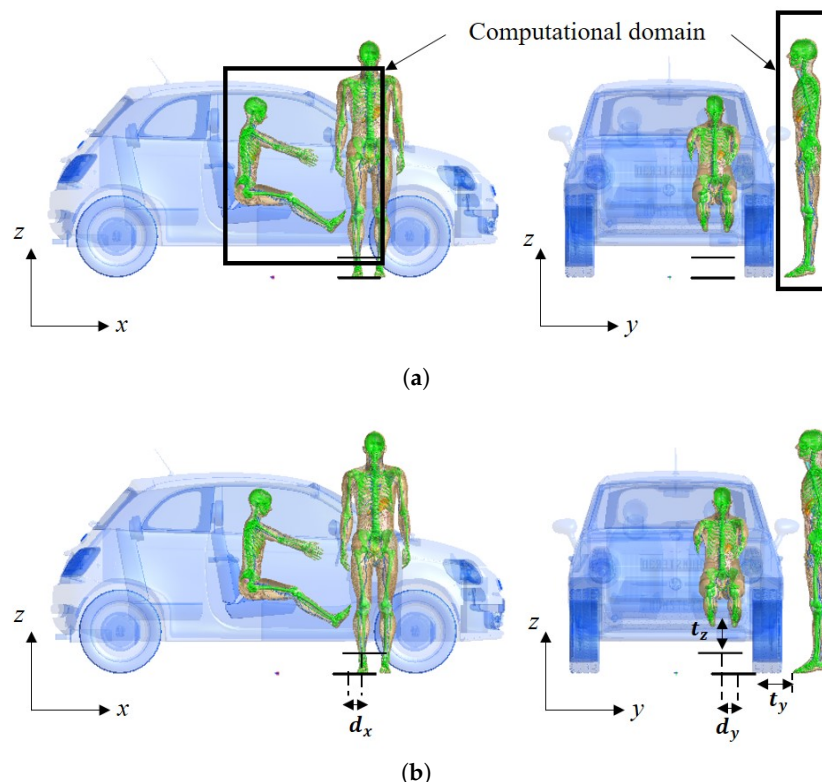 Computational domain
z
x
z
y
(a)
z
x
d_x
z
y
t_z
d_y
t_y
(b)